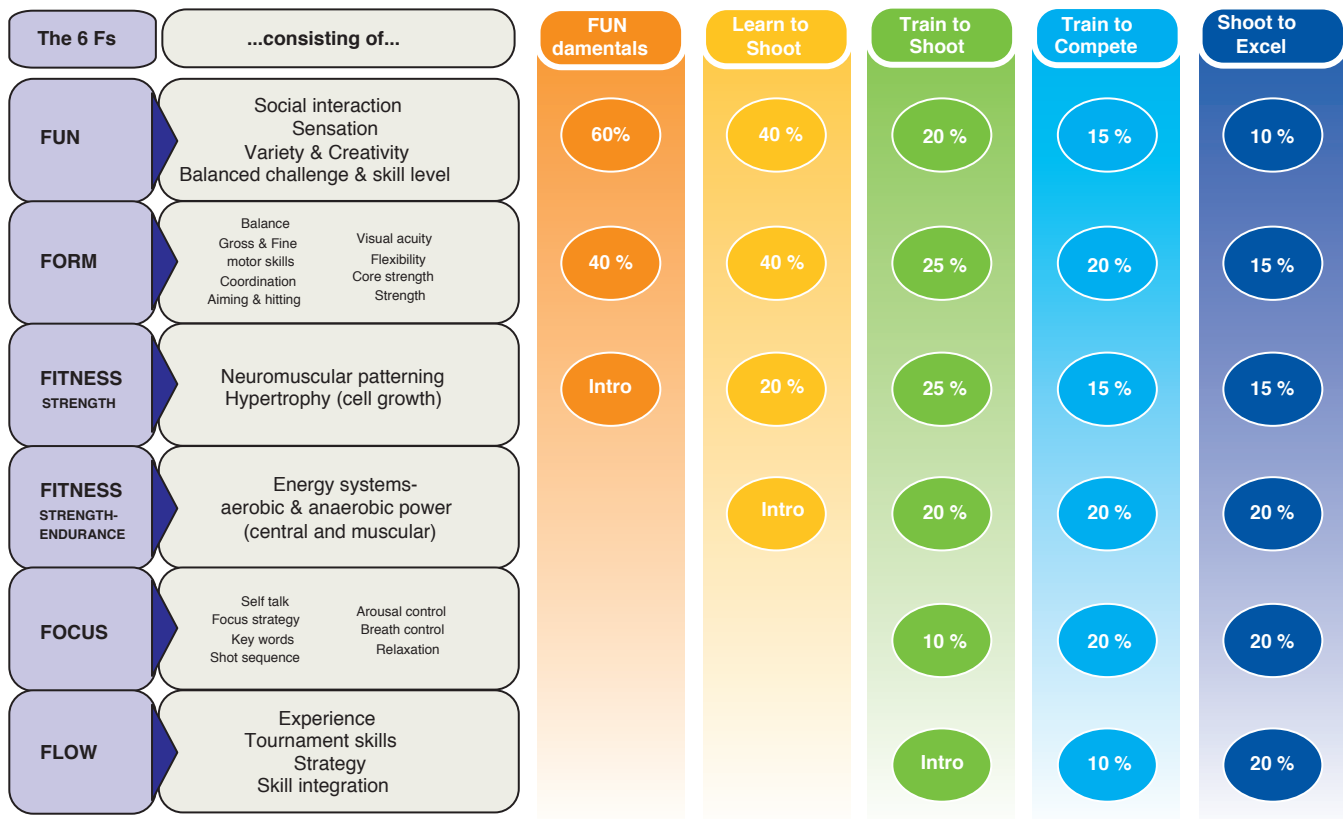 The 6 Fs
...consisting of...
FUN
damentals
Learn to
Shoot
Train to
Shoot
Train to
Compete
Shoot to
Excel
FUN
Social interaction
Sensation
Variety & Creativity
Balanced challenge & skill level
60%
40 %
20 %
15 %
10 %
FORM
Balance
Gross & Fine
motor skills
Coordination
Aiming & hitting
Visual acuity
Flexibility
Core strength
Strength
40 %
40 %
25 %
20 %
15 %
FITNESS
STRENGTH
Neuromuscular patterning
Hypertrophy (cell growth)
Intro
20 %
25 %
15 %
15 %
FITNESS
STRENGTH-
ENDURANCE
Energy systems-
aerobic & anaerobic power
(central and muscular)
Intro
20 %
20 %
20 %
FOCUS
Self talk
Focus strategy
Key words
Shot sequence
Arousal control
Breath control
Relaxation
10 %
20 %
20 %
FLOW
Experience
Tournament skills
Strategy
Skill integration
Intro
10 %
20 %